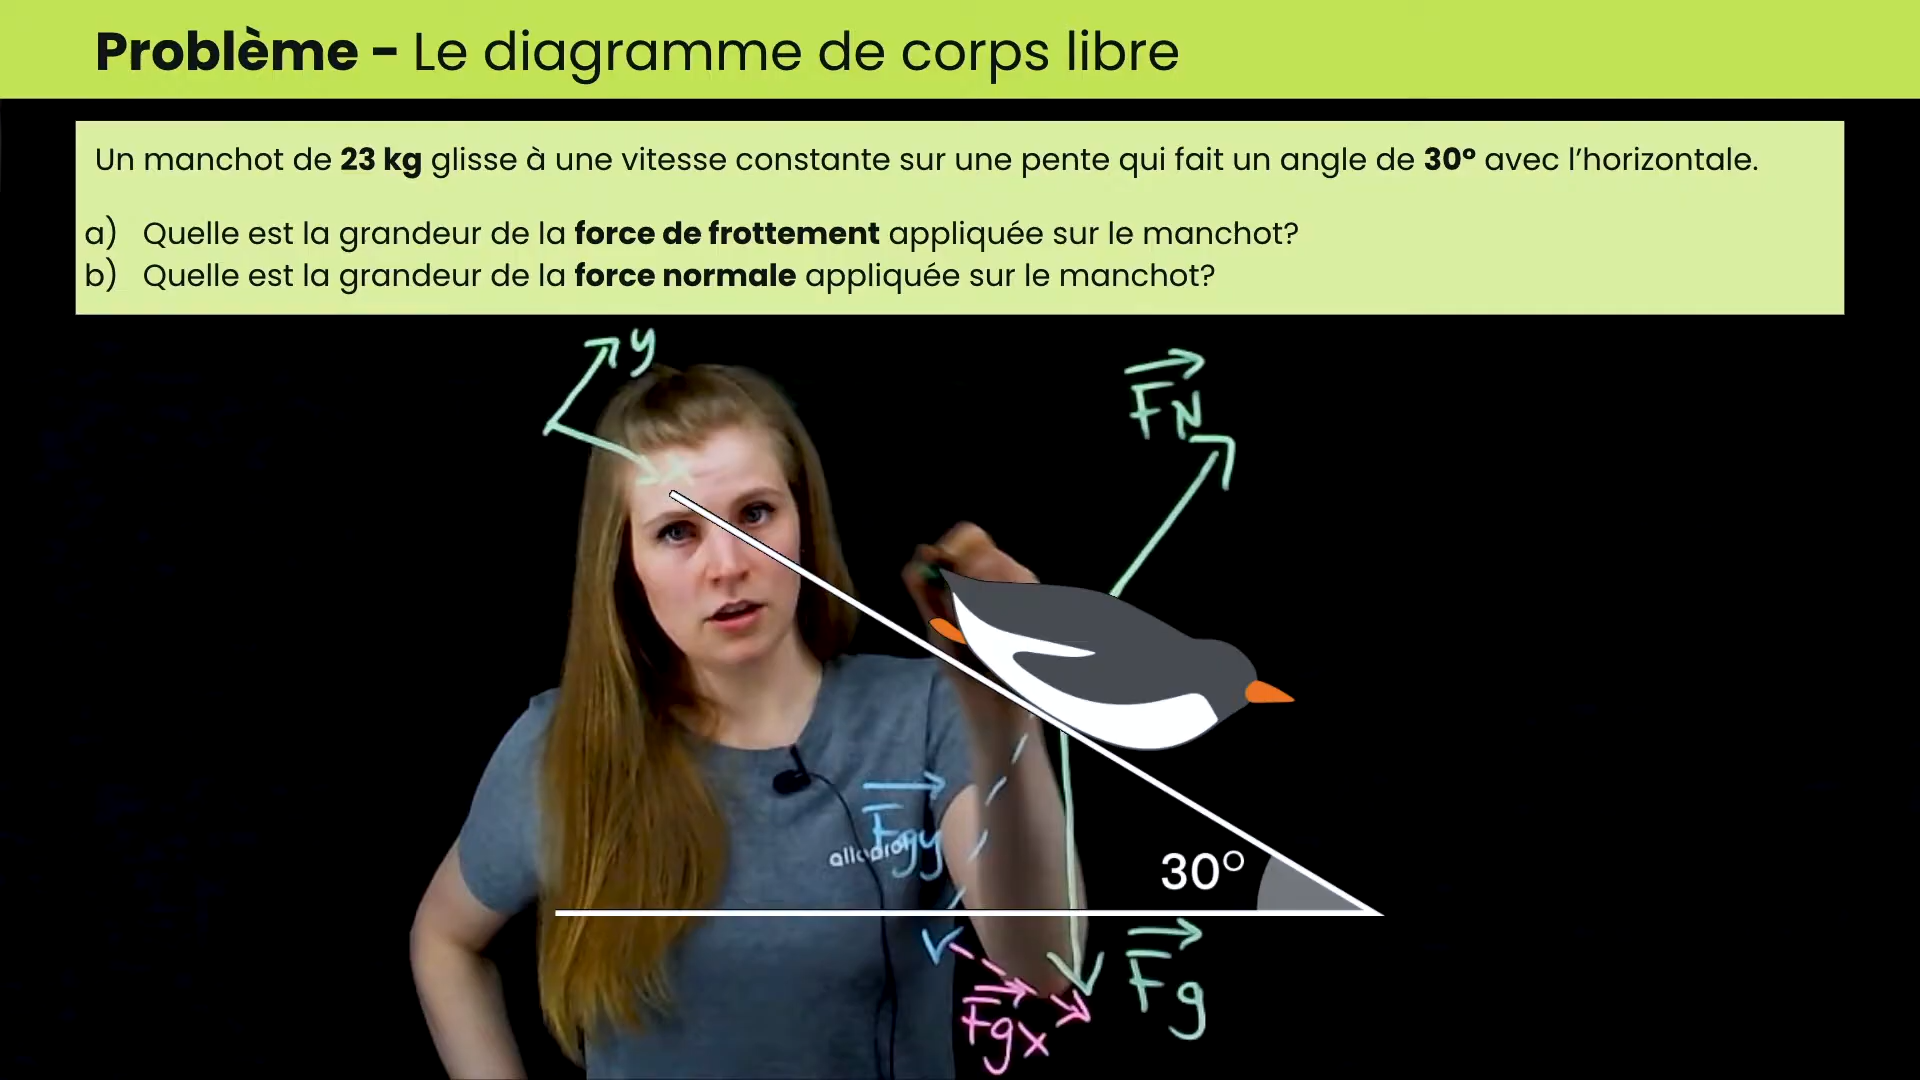 Problème - Le diagramme de corps libre
Un manchot de 23 kg glisse à une vitesse constante sur une pente qui fait un angle de 30° avec l’horizontale.
a) Quelle est la grandeur de la force de frottement appliquée sur le manchot?
b) Quelle est la grandeur de la force normale appliquée sur le manchot?
y
x
FN
Fgy
alloprof
30°
Fg
Fgx